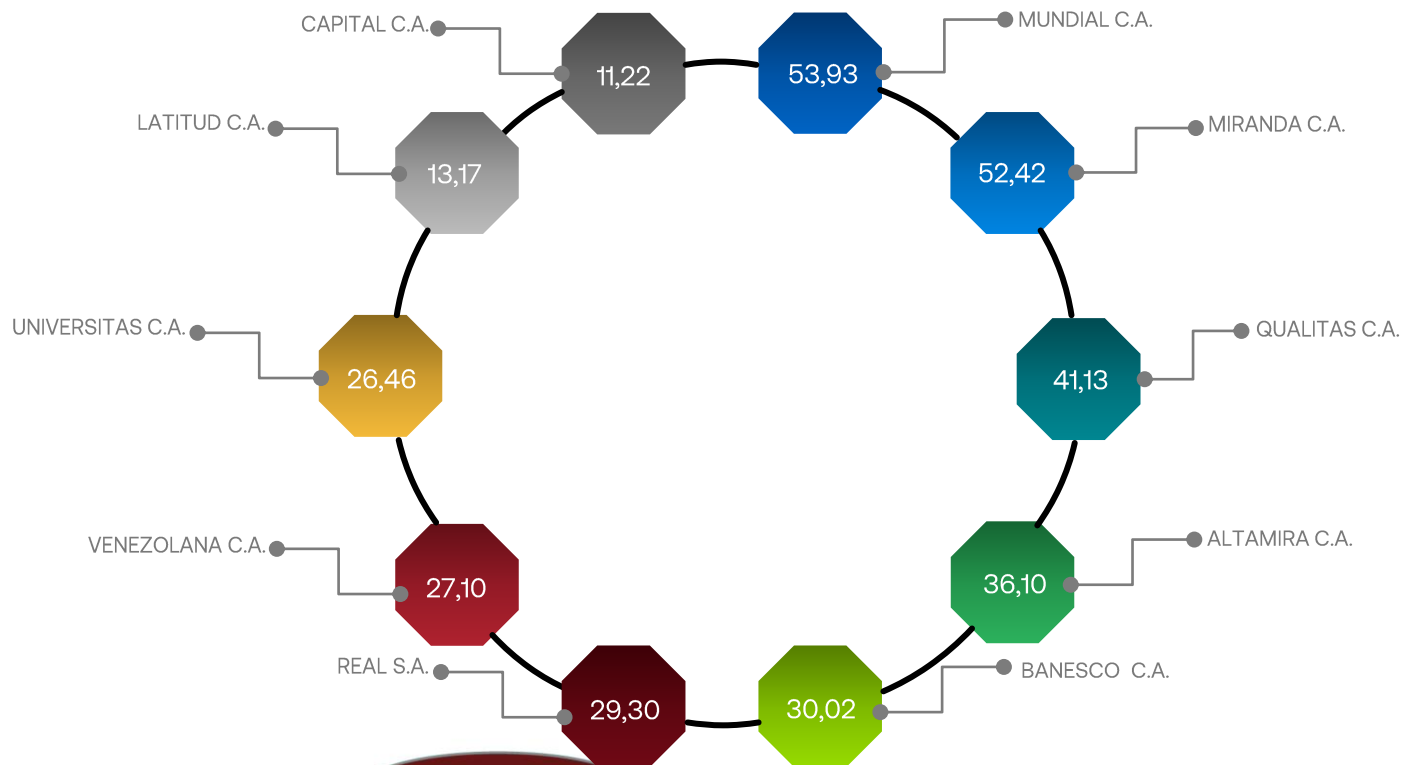 CAPITAL C.A.
11,22
53,93
MUNDIAL C.A.
LATITUD C.A.
13,17
52,42
MIRANDA C.A.
UNIVERSITAS C.A.
26,46
41,13
QUALITAS C.A.
VENEZOLANA C.A.
27,10
36,10
ALTAMIRA C.A.
REAL S.A.
29,30
30,02
BANESCO C.A.